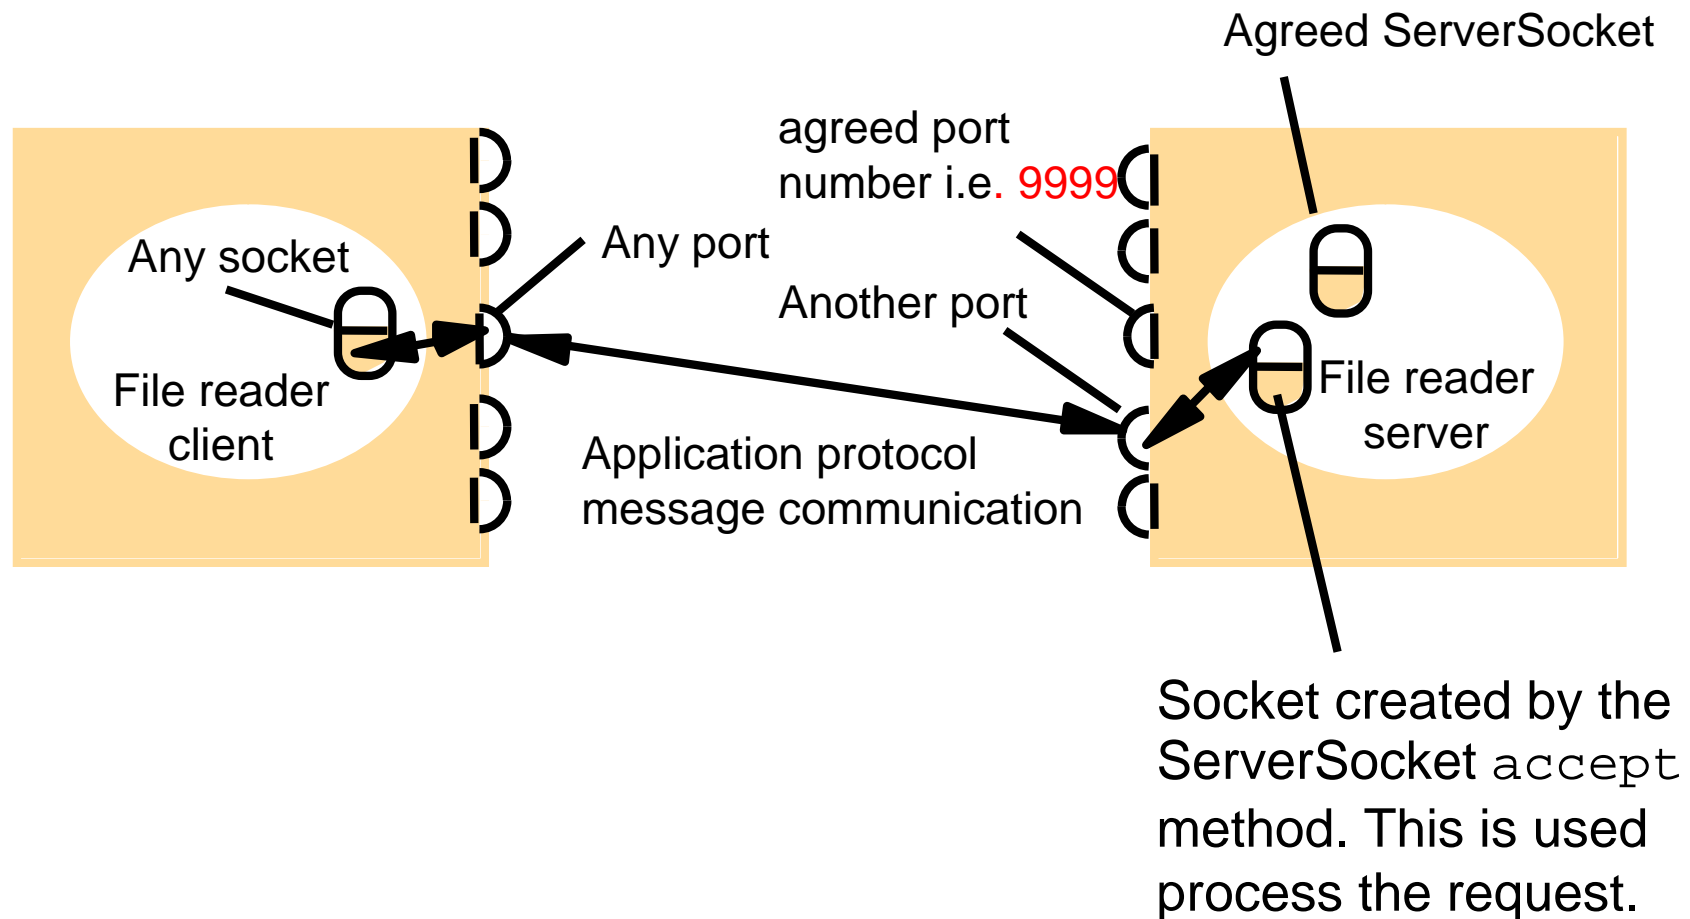 Agreed ServerSocket
agreed port
number i.e. 9999
Any port
Any socket
Another port
File reader
client
File reader
server
Application protocol
message communication
Socket created by the
ServerSocket accept
method. This is used
process the request.